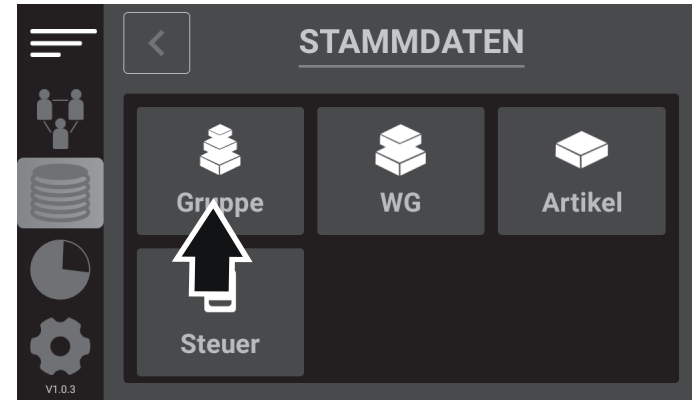 STAMMDATEN
Gruppe
WG
Artikel
Steuer
V1.0.3